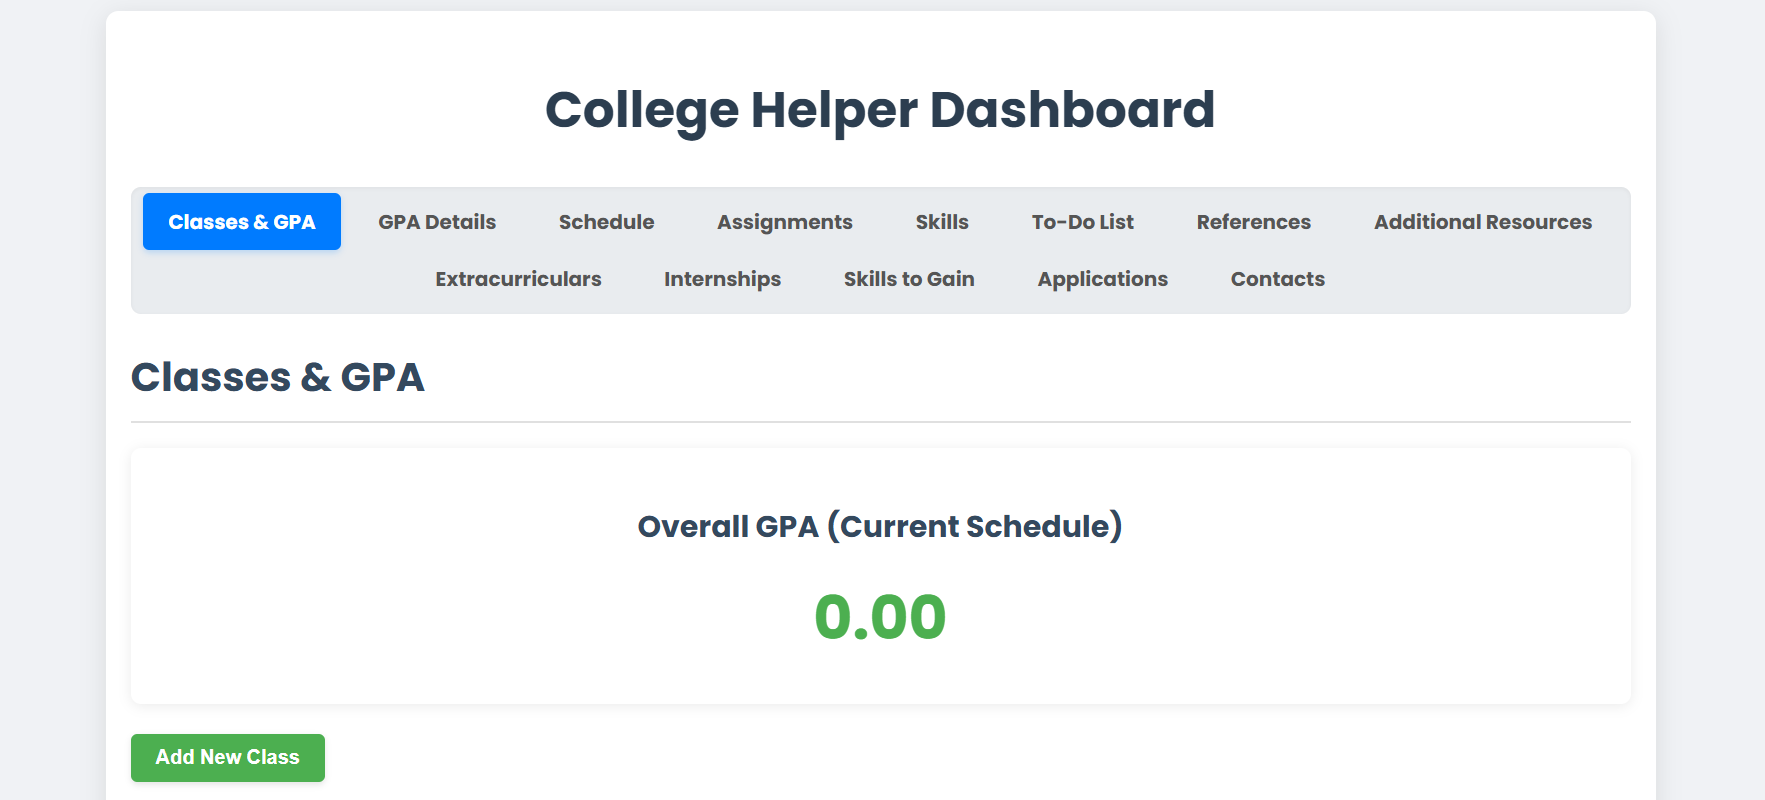 College Helper Dashboard
Classes & GPA GPA Details Schedule Assignments Skills To-Do List References Additional Resources
Extracurriculars Internships Skills to Gain Applications Contacts
Classes & GPA
Overall GPA (Current Schedule)
0.00
Add New Class